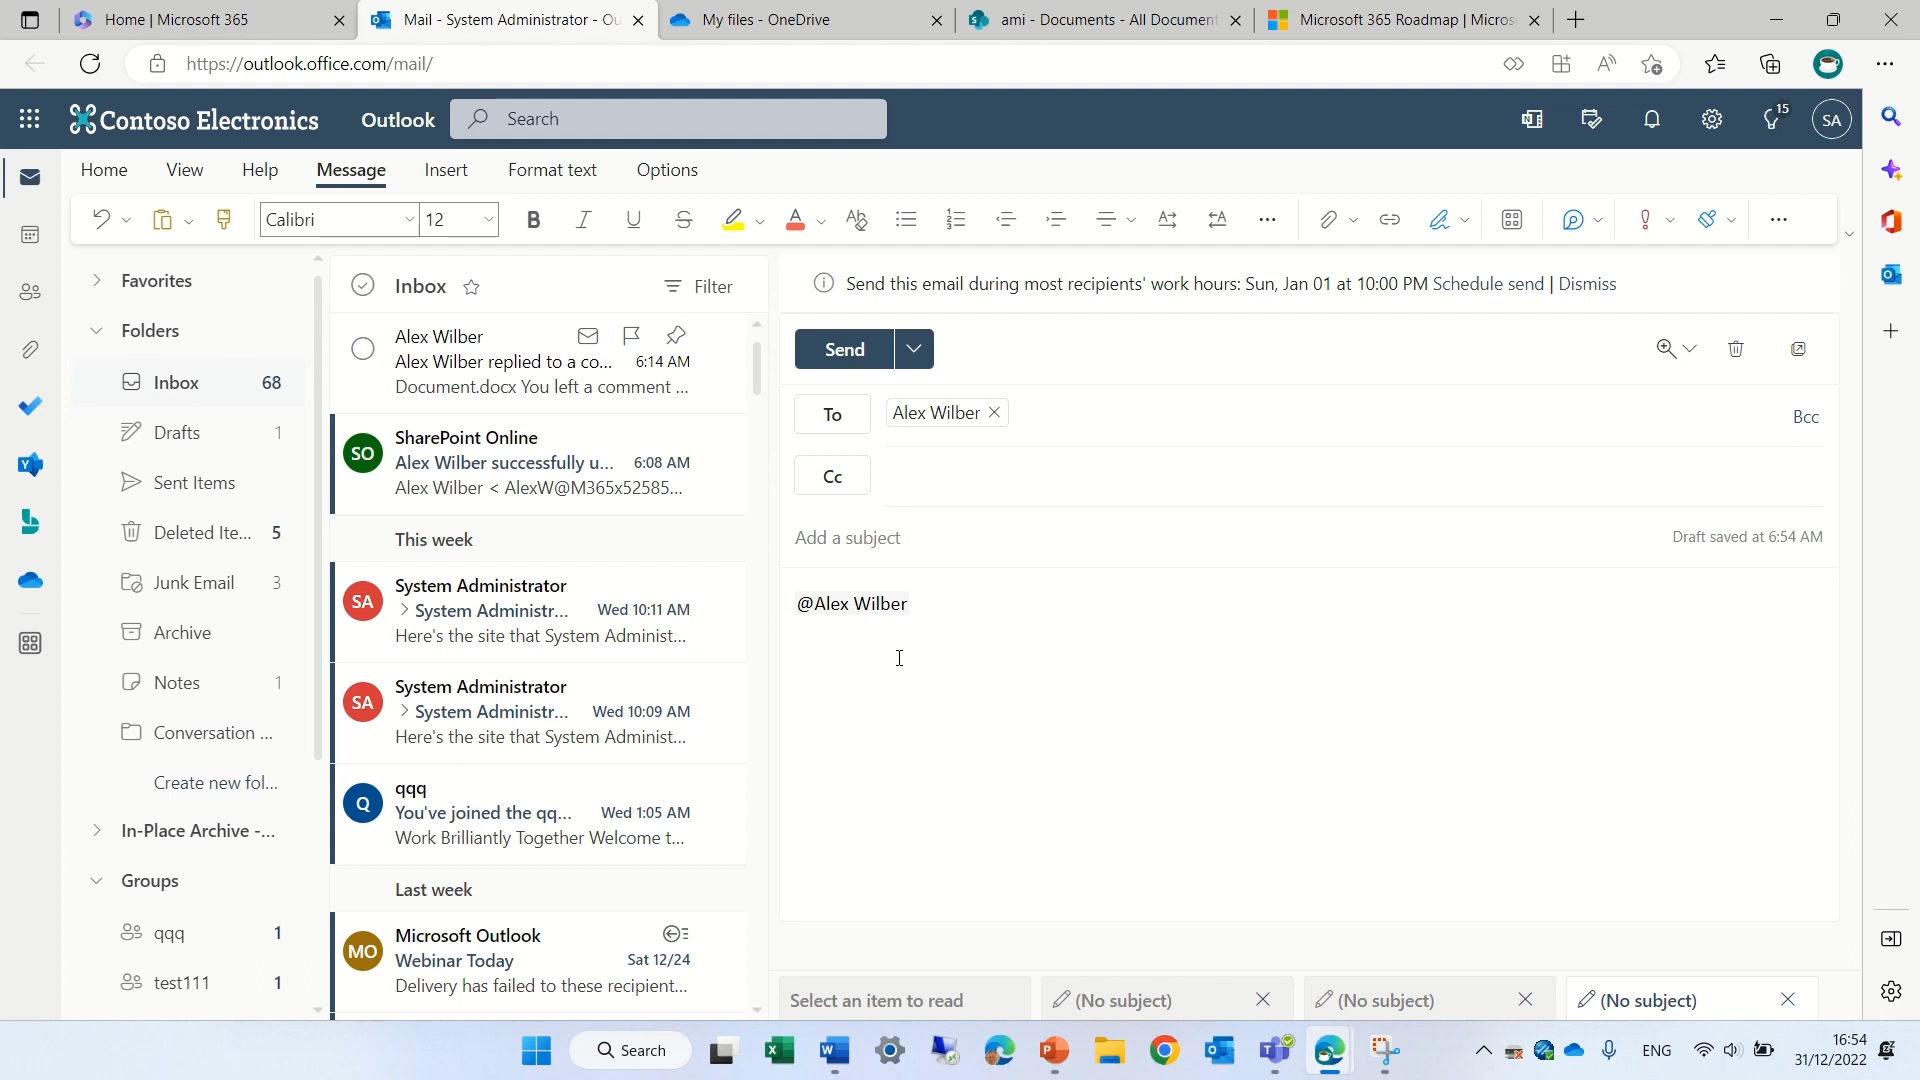 Home | Microsoft 365
Mail - System Administrator - Ou
My files - OneDrive
ami - Documents - All Document
Microsoft 365 Roadmap | Micros
https://outlook.office.com/mail/
Contoso Electronics
Outlook
Search
15
SA
Home
View
Help
Message
Insert
Format text
Options
Calibri
12
Favorites
Folders
Inbox 68
Drafts 1
Sent Items
Deleted Ite... 5
Junk Email 3
Archive
Notes 1
Conversation ...
Create new fol...
In-Place Archive -...
Groups
qqq 1
test111 1
Inbox
Filter
Alex Wilber
Alex Wilber replied to a co... 6:14 AM
Document.docx You left a comment ...
SO
SharePoint Online
Alex Wilber successfully u... 6:08 AM
Alex Wilber < AlexW@M365x52585...
This week
SA
System Administrator
System Administr... Wed 10:11 AM
Here's the site that System Administ...
SA
System Administrator
System Administr... Wed 10:09 AM
Here's the site that System Administ...
Q
qqq
You've joined the qq... Wed 1:05 AM
Work Brilliantly Together Welcome t...
Last week
MO
Microsoft Outlook
Webinar Today Sat 12/24
Delivery has failed to these recipient...
Send this email during most recipients' work hours: Sun, Jan 01 at 10:00 PM Schedule send | Dismiss
Send
To
Alex Wilber
Bcc
Cc
Add a subject
Draft saved at 6:54 AM
@Alex Wilber
Select an item to read
(No subject)
(No subject)
(No subject)
Search
ENG
16:54
31/12/2022